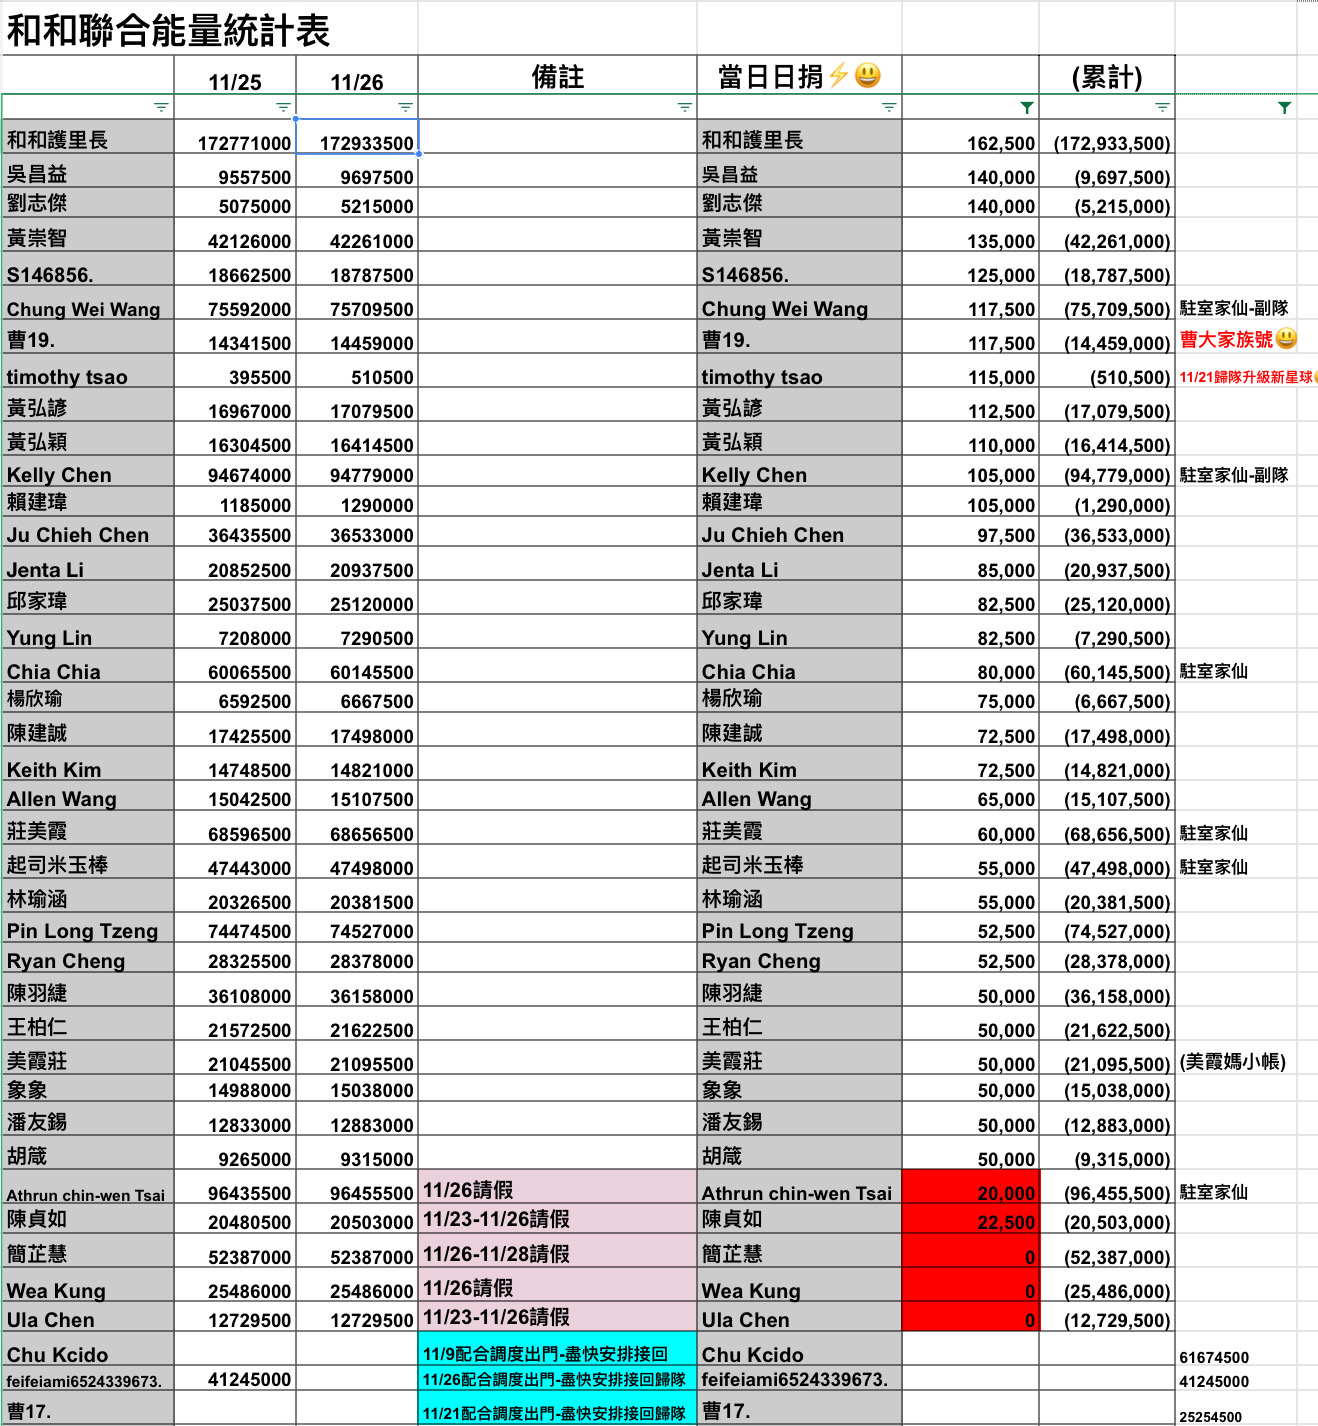 和和聯合能量統計表
11/25 11/26 備註 當日日捐⚡😃 (累計)
和和護里長 172771000 172933500 和和護里長 162,500 (172,933,500)
吳昌益 9557500 9697500 吳昌益 140,000 (9,697,500)
劉志傑 5075000 5215000 劉志傑 140,000 (5,215,000)
黃崇智 42126000 42261000 黃崇智 135,000 (42,261,000)
S146856. 18662500 18787500 S146856. 125,000 (18,787,500)
Chung Wei Wang 75592000 75709500 Chung Wei Wang 117,500 (75,709,500) 駐室家仙-副隊
曹19. 14341500 14459000 曹19. 117,500 (14,459,000) 曹大家族號😃
timothy tsao 395500 510500 timothy tsao 115,000 (510,500) 11/21歸隊升級新星球
黃弘諺 16967000 17079500 黃弘諺 112,500 (17,079,500)
黃弘穎 16304500 16414500 黃弘穎 110,000 (16,414,500)
Kelly Chen 94674000 94779000 Kelly Chen 105,000 (94,779,000) 駐室家仙-副隊
賴建瑋 1185000 1290000 賴建瑋 105,000 (1,290,000)
Ju Chieh Chen 36435500 36533000 Ju Chieh Chen 97,500 (36,533,000)
Jenta Li 20852500 20937500 Jenta Li 85,000 (20,937,500)
邱家瑋 25037500 25120000 邱家瑋 82,500 (25,120,000)
Yung Lin 7208000 7290500 Yung Lin 82,500 (7,290,500)
Chia Chia 60065500 60145500 Chia Chia 80,000 (60,145,500) 駐室家仙
楊欣瑜 6592500 6667500 楊欣瑜 75,000 (6,667,500)
陳建誠 17425500 17498000 陳建誠 72,500 (17,498,000)
Keith Kim 14748500 14821000 Keith Kim 72,500 (14,821,000)
Allen Wang 15042500 15107500 Allen Wang 65,000 (15,107,500)
莊美霞 68596500 68656500 莊美霞 60,000 (68,656,500) 駐室家仙
起司米玉棒 47443000 47498000 起司米玉棒 55,000 (47,498,000) 駐室家仙
林瑜涵 20326500 20381500 林瑜涵 55,000 (20,381,500)
Pin Long Tzeng 74474500 74527000 Pin Long Tzeng 52,500 (74,527,000)
Ryan Cheng 28325500 28378000 Ryan Cheng 52,500 (28,378,000)
陳羽緁 36108000 36158000 陳羽緁 50,000 (36,158,000)
王柏仁 21572500 21622500 王柏仁 50,000 (21,622,500)
美霞莊 21045500 21095500 美霞莊 50,000 (21,095,500) (美霞媽小帳)
象象 14988000 15038000 象象 50,000 (15,038,000)
潘友錫 12833000 12883000 潘友錫 50,000 (12,883,000)
胡箴 9265000 9315000 胡箴 50,000 (9,315,000)
Athrun chin-wen Tsai 96435500 96455500 11/26請假 Athrun chin-wen Tsai 20,000 (96,455,500) 駐室家仙
陳貞如 20480500 20503000 11/23-11/26請假 陳貞如 22,500 (20,503,000)
簡芷慧 52387000 52387000 11/26-11/28請假 簡芷慧 0 (52,387,000)
Wea Kung 25486000 25486000 11/26請假 Wea Kung 0 (25,486,000)
Ula Chen 12729500 12729500 11/23-11/26請假 Ula Chen 0 (12,729,500)
Chu Kcido 11/9配合調度出門-盡快安排接回 Chu Kcido 61674500
feifeiami6524339673. 41245000 11/26配合調度出門-盡快安排接回歸隊 feifeiami6524339673. 41245000
曹17. 11/21配合調度出門-盡快安排接回歸隊 曹17. 25254500